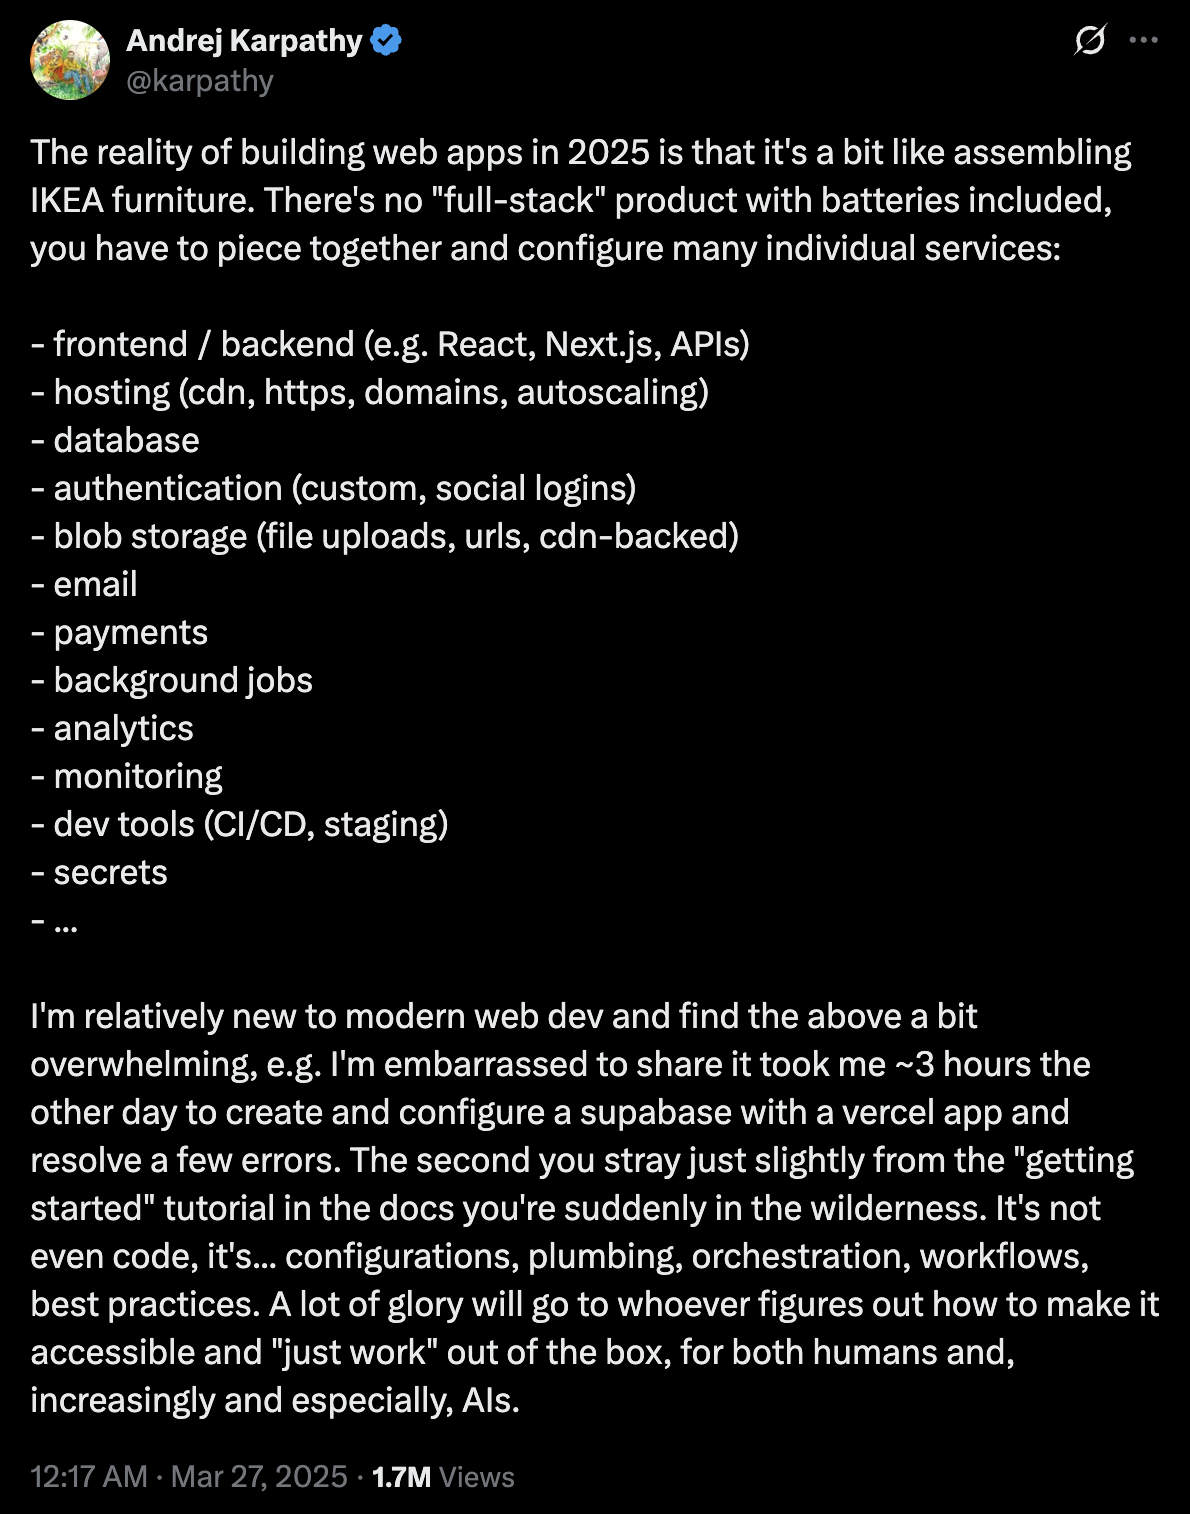 Andrej Karpathy
@karpathy
The reality of building web apps in 2025 is that it's a bit like assembling
IKEA furniture. There's no "full-stack" product with batteries included,
you have to piece together and configure many individual services:
- frontend / backend (e.g. React, Next.js, APIs)
- hosting (cdn, https, domains, autoscaling)
- database
- authentication (custom, social logins)
- blob storage (file uploads, urls, cdn-backed)
- email
- payments
- background jobs
- analytics
- monitoring
- dev tools (CI/CD, staging)
- secrets
- ...
I'm relatively new to modern web dev and find the above a bit
overwhelming, e.g. I'm embarrassed to share it took me ~3 hours the
other day to create and configure a supabase with a vercel app and
resolve a few errors. The second you stray just slightly from the "getting
started" tutorial in the docs you're suddenly in the wilderness. It's not
even code, it's... configurations, plumbing, orchestration, workflows,
best practices. A lot of glory will go to whoever figures out how to make it
accessible and "just work" out of the box, for both humans and,
increasingly and especially, AIs.
12:17 AM · Mar 27, 2025 · 1.7M Views